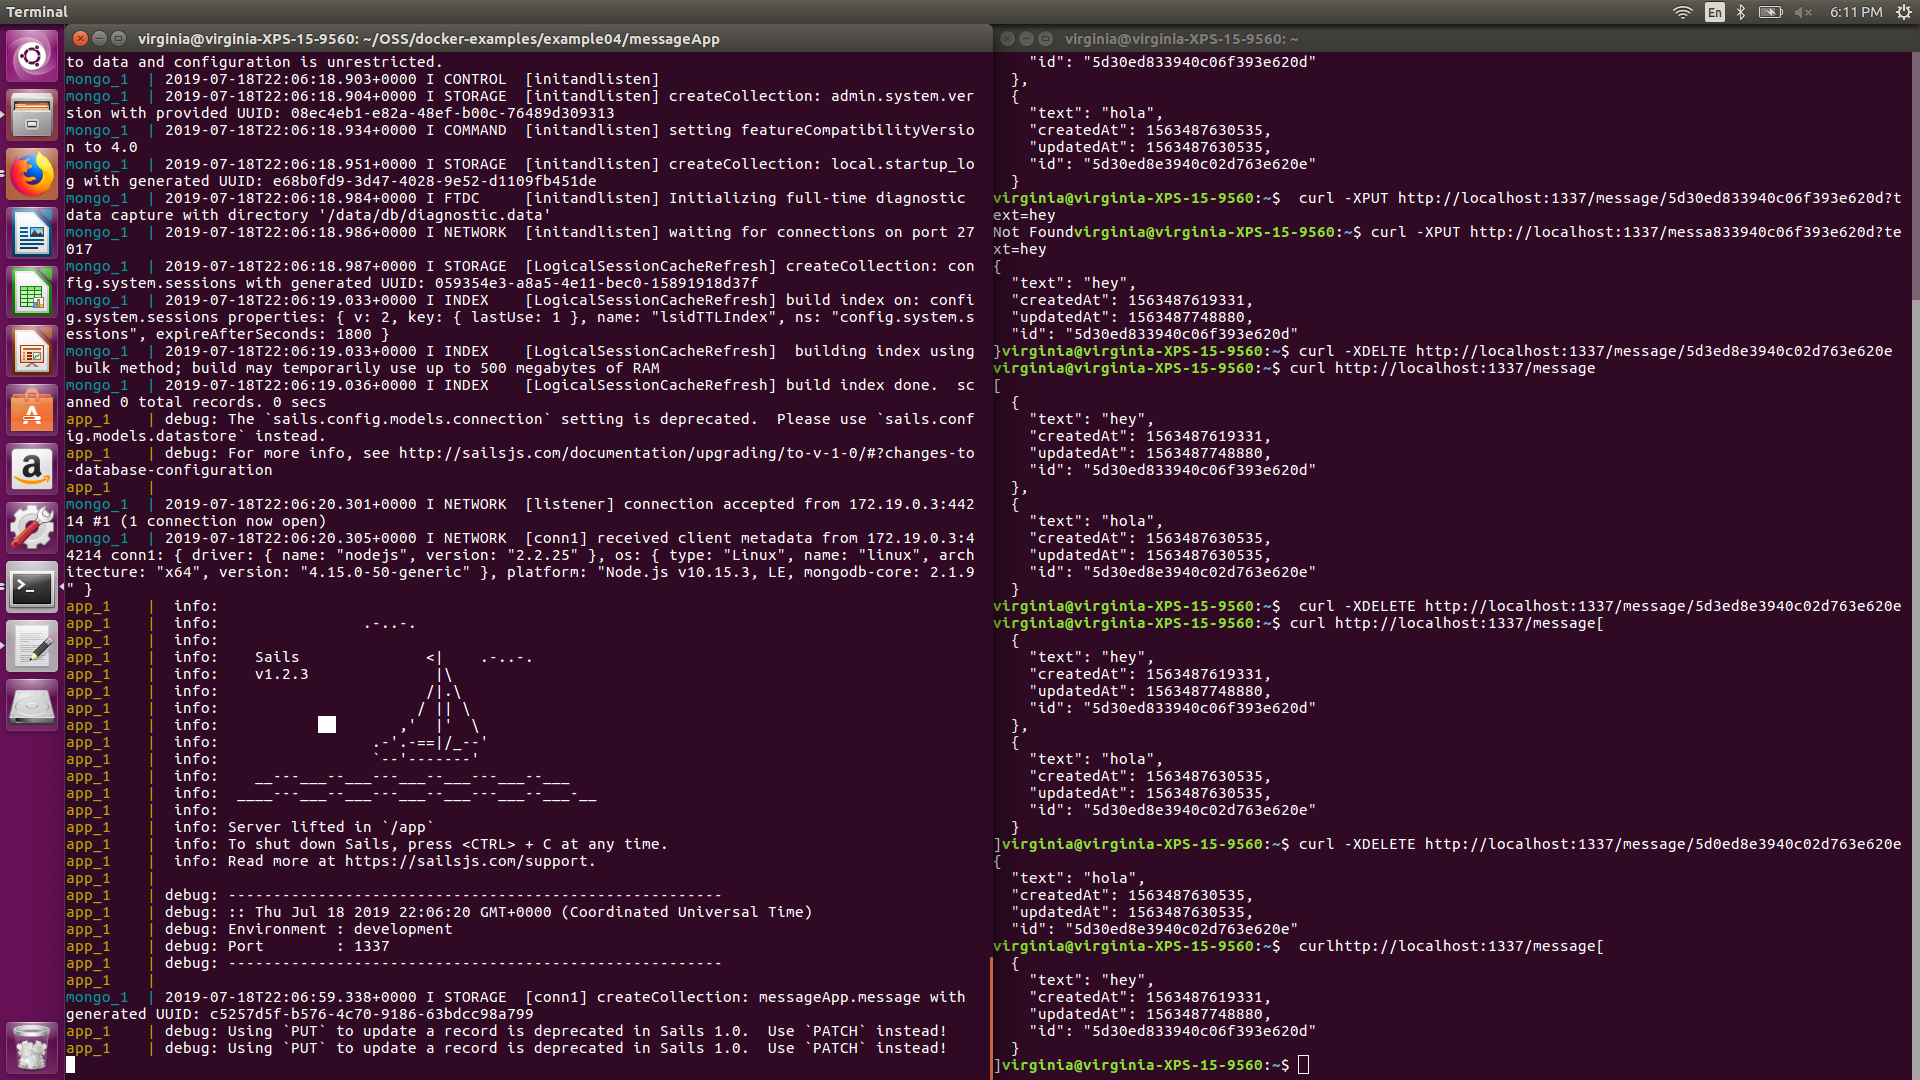 Terminal
En
6:11 PM
virginia@virginia-XPS-15-9560: ~/OSS/docker-examples/example04/messageApp
to data and configuration is unrestricted.
mongo_1  | 2019-07-18T22:06:18.903+0000 I CONTROL  [initandlisten]
mongo_1  | 2019-07-18T22:06:18.904+0000 I STORAGE  [initandlisten] createCollection: admin.system.ver
sion with provided UUID: 08ec4eb1-e82a-48ef-b00c-76489d309313
mongo_1  | 2019-07-18T22:06:18.934+0000 I COMMAND  [initandlisten] setting featureCompatibilityVersio
n to 4.0
mongo_1  | 2019-07-18T22:06:18.951+0000 I STORAGE  [initandlisten] createCollection: local.startup_lo
g with generated UUID: e68b0fd9-3d47-4028-9e52-d1109fb451de
mongo_1  | 2019-07-18T22:06:18.984+0000 I FTDC     [initandlisten] Initializing full-time diagnostic
data capture with directory '/data/db/diagnostic.data'
mongo_1  | 2019-07-18T22:06:18.986+0000 I NETWORK  [initandlisten] waiting for connections on port 27
017
mongo_1  | 2019-07-18T22:06:18.987+0000 I STORAGE  [LogicalSessionCacheRefresh] createCollection: con
fig.system.sessions with generated UUID: 059354e3-a8a5-4e11-bec0-15891918d37f
mongo_1  | 2019-07-18T22:06:19.033+0000 I INDEX    [LogicalSessionCacheRefresh] build index on: confi
g.system.sessions properties: { v: 2, key: { lastUse: 1 }, name: "lsidTTLIndex", ns: "config.system.s
essions", expireAfterSeconds: 1800 }
mongo_1  | 2019-07-18T22:06:19.033+0000 I INDEX    [LogicalSessionCacheRefresh]  building index using
 bulk method; build may temporarily use up to 500 megabytes of RAM
mongo_1  | 2019-07-18T22:06:19.036+0000 I INDEX    [LogicalSessionCacheRefresh] build index done.  sc
anned 0 total records. 0 secs
app_1    | debug: The `sails.config.models.connection` setting is deprecated.  Please use `sails.conf
ig.models.datastore` instead.
app_1    | debug: For more info, see http://sailsjs.com/documentation/upgrading/to-v-1-0/#?changes-to
-database-configuration
app_1    |
mongo_1  | 2019-07-18T22:06:20.301+0000 I NETWORK  [listener] connection accepted from 172.19.0.3:442
14 #1 (1 connection now open)
mongo_1  | 2019-07-18T22:06:20.305+0000 I NETWORK  [conn1] received client metadata from 172.19.0.3:4
4214 conn1: { driver: { name: "nodejs", version: "2.2.25" }, os: { type: "Linux", name: "linux", arch
itecture: "x64", version: "4.15.0-50-generic" }, platform: "Node.js v10.15.3, LE, mongodb-core: 2.1.9
" }
app_1    |  info:
app_1    |  info:                .-..-.
app_1    |  info:
app_1    |  info:    Sails              <|    .-..-.
app_1    |  info:    v1.2.3              |\
app_1    |  info:                       /|.\
app_1    |  info:                      / || \
app_1    |  info:                    ,'  |'  \
app_1    |  info:                 .-'.-==|/_--'
app_1    |  info:                 `--'-------'
app_1    |  info:    __---___--___---___--___---___--___
app_1    |  info:  ____---___--___---___--___---___--___-__
app_1    |  info:
app_1    |  info: Server lifted in `/app`
app_1    |  info: To shut down Sails, press <CTRL> + C at any time.
app_1    |  info: Read more at https://sailsjs.com/support.
app_1    |
app_1    | debug: -------------------------------------------------------
app_1    | debug: :: Thu Jul 18 2019 22:06:20 GMT+0000 (Coordinated Universal Time)
app_1    | debug: Environment : development
app_1    | debug: Port        : 1337
app_1    | debug: -------------------------------------------------------
app_1    |
mongo_1  | 2019-07-18T22:06:59.338+0000 I STORAGE  [conn1] createCollection: messageApp.message with
generated UUID: c5257d5f-b576-4c70-9186-63bdcc98a799
app_1    | debug: Using `PUT` to update a record is deprecated in Sails 1.0.  Use `PATCH` instead!
app_1    | debug: Using `PUT` to update a record is deprecated in Sails 1.0.  Use `PATCH` instead!
virginia@virginia-XPS-15-9560: ~
    "id": "5d30ed833940c06f393e620d"
  },
  {
    "text": "hola",
    "createdAt": 1563487630535,
    "updatedAt": 1563487630535,
    "id": "5d30ed8e3940c02d763e620e"
  }
virginia@virginia-XPS-15-9560:~$  curl -XPUT http://localhost:1337/message/5d30ed833940c06f393e620d?t
ext=hey
Not Foundvirginia@virginia-XPS-15-9560:~$ curl -XPUT http://localhost:1337/messa833940c06f393e620d?te
xt=hey
{
  "text": "hey",
  "createdAt": 1563487619331,
  "updatedAt": 1563487748880,
  "id": "5d30ed833940c06f393e620d"
}virginia@virginia-XPS-15-9560:~$ curl -XDELTE http://localhost:1337/message/5d3ed8e3940c02d763e620e
virginia@virginia-XPS-15-9560:~$ curl http://localhost:1337/message
[
  {
    "text": "hey",
    "createdAt": 1563487619331,
    "updatedAt": 1563487748880,
    "id": "5d30ed833940c06f393e620d"
  },
  {
    "text": "hola",
    "createdAt": 1563487630535,
    "updatedAt": 1563487630535,
    "id": "5d30ed8e3940c02d763e620e"
  }
virginia@virginia-XPS-15-9560:~$  curl -XDELETE http://localhost:1337/message/5d3ed8e3940c02d763e620e
virginia@virginia-XPS-15-9560:~$ curl http://localhost:1337/message[
  {
    "text": "hey",
    "createdAt": 1563487619331,
    "updatedAt": 1563487748880,
    "id": "5d30ed833940c06f393e620d"
  },
  {
    "text": "hola",
    "createdAt": 1563487630535,
    "updatedAt": 1563487630535,
    "id": "5d30ed8e3940c02d763e620e"
  }
]virginia@virginia-XPS-15-9560:~$ curl -XDELETE http://localhost:1337/message/5d0ed8e3940c02d763e620e
{
  "text": "hola",
  "createdAt": 1563487630535,
  "updatedAt": 1563487630535,
  "id": "5d30ed8e3940c02d763e620e"
virginia@virginia-XPS-15-9560:~$  curlhttp://localhost:1337/message[
  {
    "text": "hey",
    "createdAt": 1563487619331,
    "updatedAt": 1563487748880,
    "id": "5d30ed833940c06f393e620d"
  }
]virginia@virginia-XPS-15-9560:~$